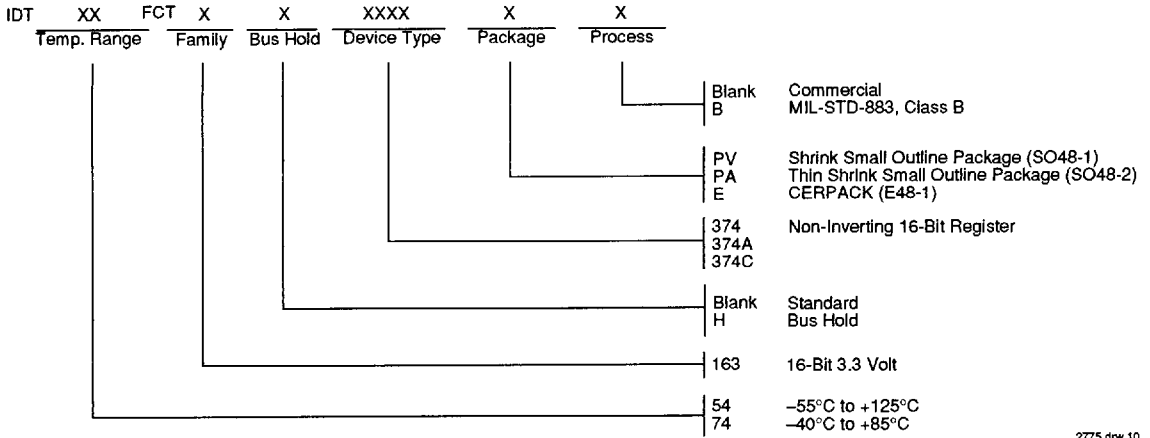 IDT XX FCT X X XXXX X X
Temp. Range Family Bus Hold Device Type Package Process
Blank Commercial
B MIL-STD-883, Class B
PV Shrink Small Outline Package (SO48-1)
PA Thin Shrink Small Outline Package (SO48-2)
E CERPACK (E48-1)
374 Non-Inverting 16-Bit Register
374A
374C
Blank Standard
H Bus Hold
163 16-Bit 3.3 Volt
54 –55°C to +125°C
74 –40°C to +85°C
2775 drw 10